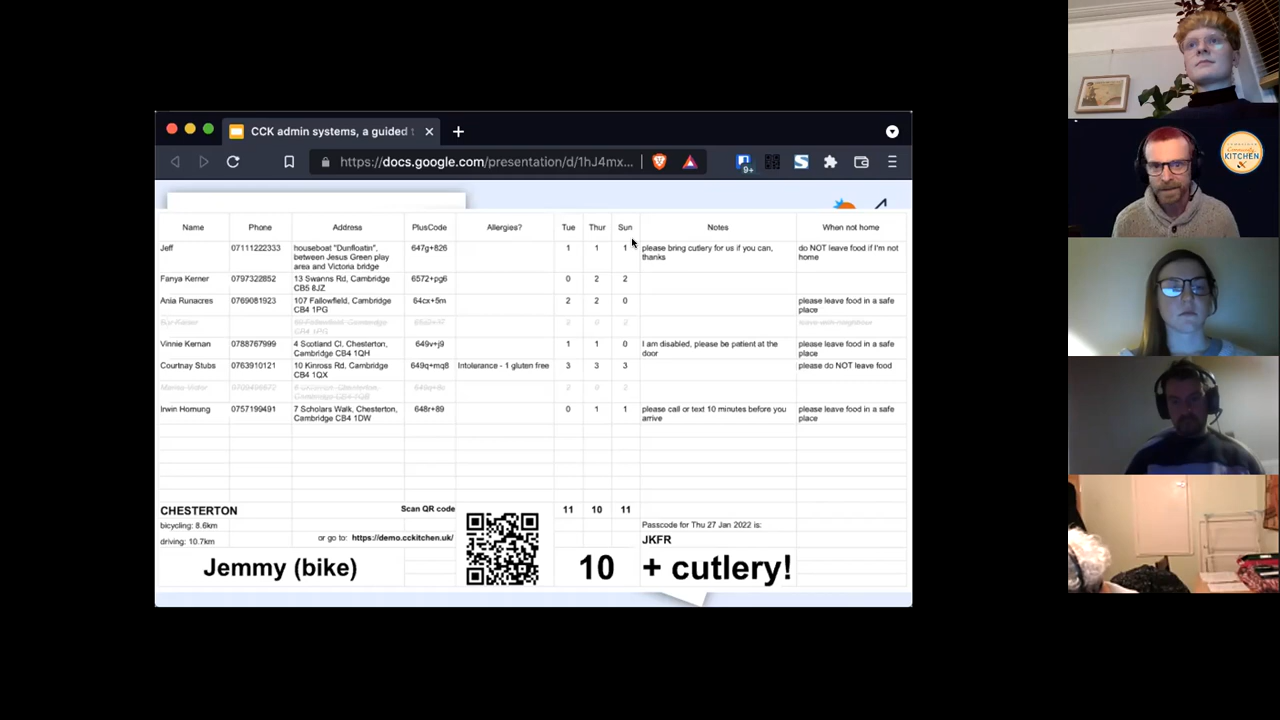 CCK admin systems, a guided t
https://docs.google.com/presentation/d/1hJ4mx...
9+
KITCHEN
Name Phone Address PlusCode Allergies? Tue Thur Sun Notes When not home
Jeff 07111222333 houseboat "Dunfloatin", 647g+826 1 1 1 please bring cutlery for us if you can, do NOT leave food if I'm not
between Jesus Green play thanks home
area and Victoria bridge
Fanya Kerner 0797322852 13 Swanns Rd, Cambridge 6572+pg6 0 2 2
CB5 8JZ
Ania Runacres 0769081923 107 Fallowfield, Cambridge 64cx+5m 2 2 0 please leave food in a safe
CB4 1PG place
2 0 2
Vinnie Kernan 0788767999 4 Scotland Cl, Chesterton, 649v+j9 1 1 0 I am disabled, please be patient at the please leave food in a safe
Cambridge CB4 1QH door place
Courtnay Stubs 0763910121 10 Kinross Rd, Cambridge 649q+mq8 Intolerance - 1 gluten free 3 3 3 please do NOT leave food
CB4 1QX
2 0 2
Irwin Hornung 0757199491 7 Scholars Walk, Chesterton, 648r+89 0 1 1 please call or text 10 minutes before you please leave food in a safe
Cambridge CB4 1DW arrive place
CHESTERTON Scan QR code 11 10 11
bicycling: 8.6km Passcode for Thu 27 Jan 2022 is:
driving: 10.7km or go to: https://demo.cckitchen.uk/ JKFR
Jemmy (bike) 10 + cutlery!